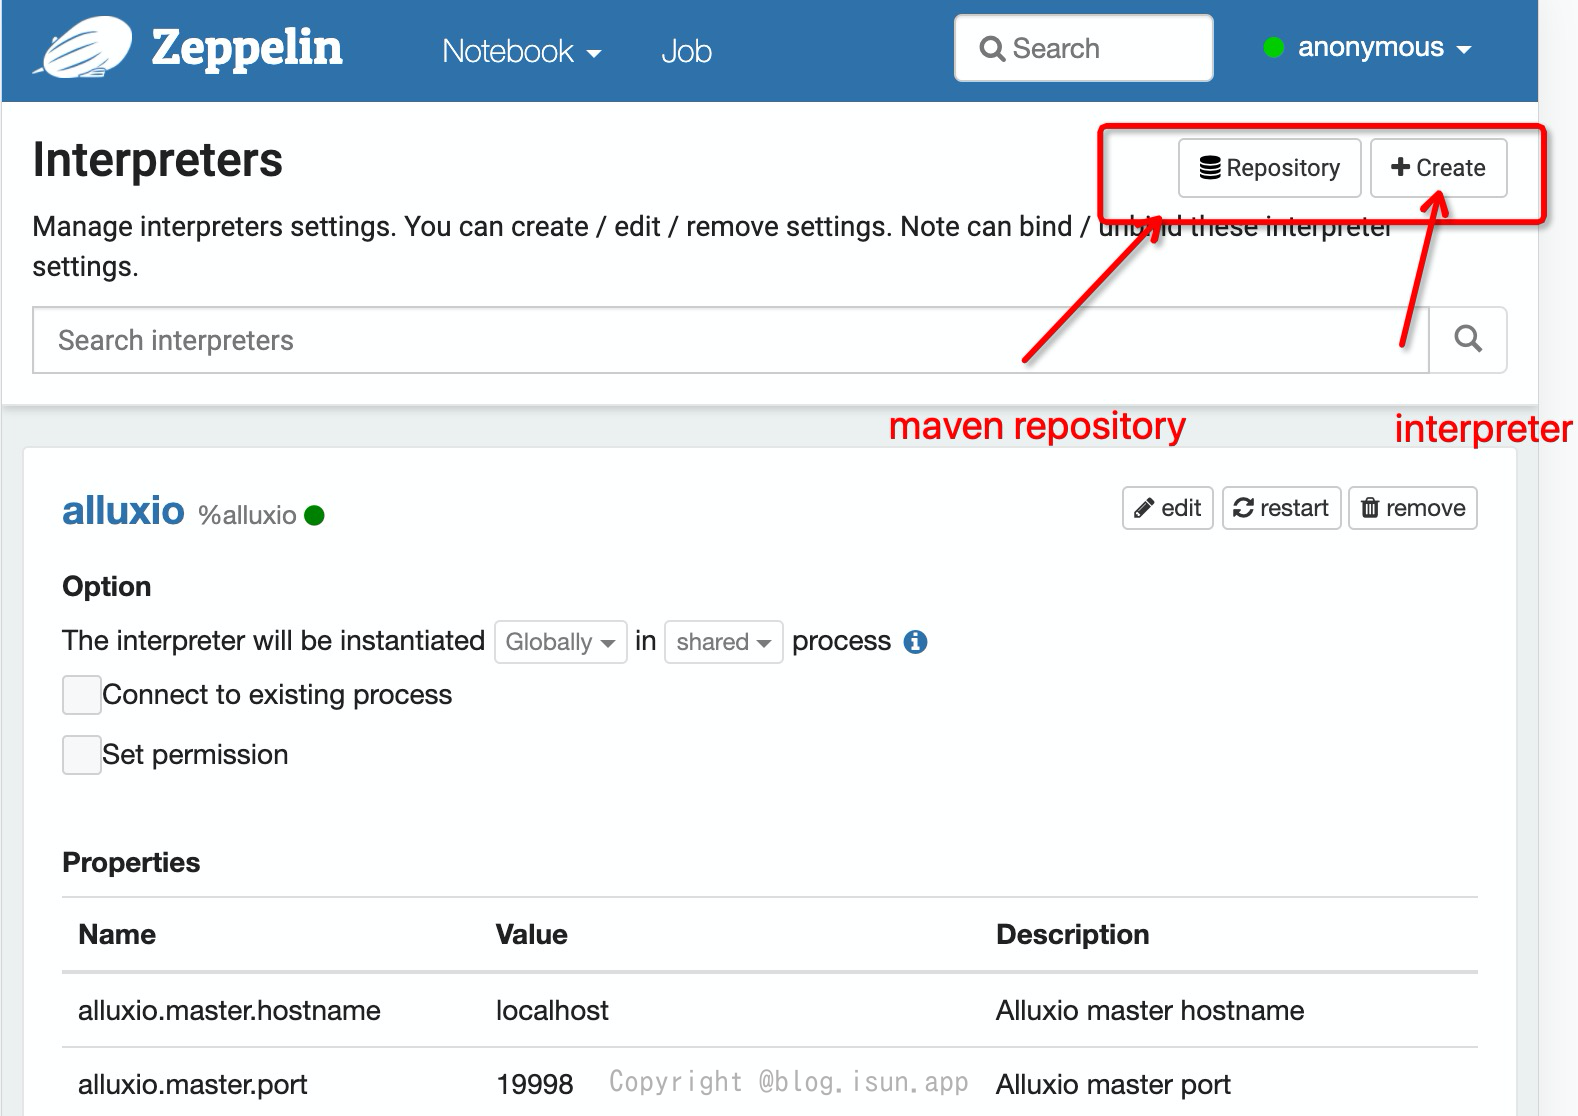 Zeppelin Notebook Job Search anonymous
Interpreters
Repository Create
Manage interpreters settings. You can create / edit / remove settings. Note can bind / unbind these interpreter
settings.
Search interpreters
maven repository interpreter
alluxio %alluxio edit restart remove
Option
The interpreter will be instantiated Globally in shared process
Connect to existing process
Set permission
Properties
Name Value Description
alluxio.master.hostname localhost Alluxio master hostname
alluxio.master.port 19998 Alluxio master port
Copyright @blog.isun.app